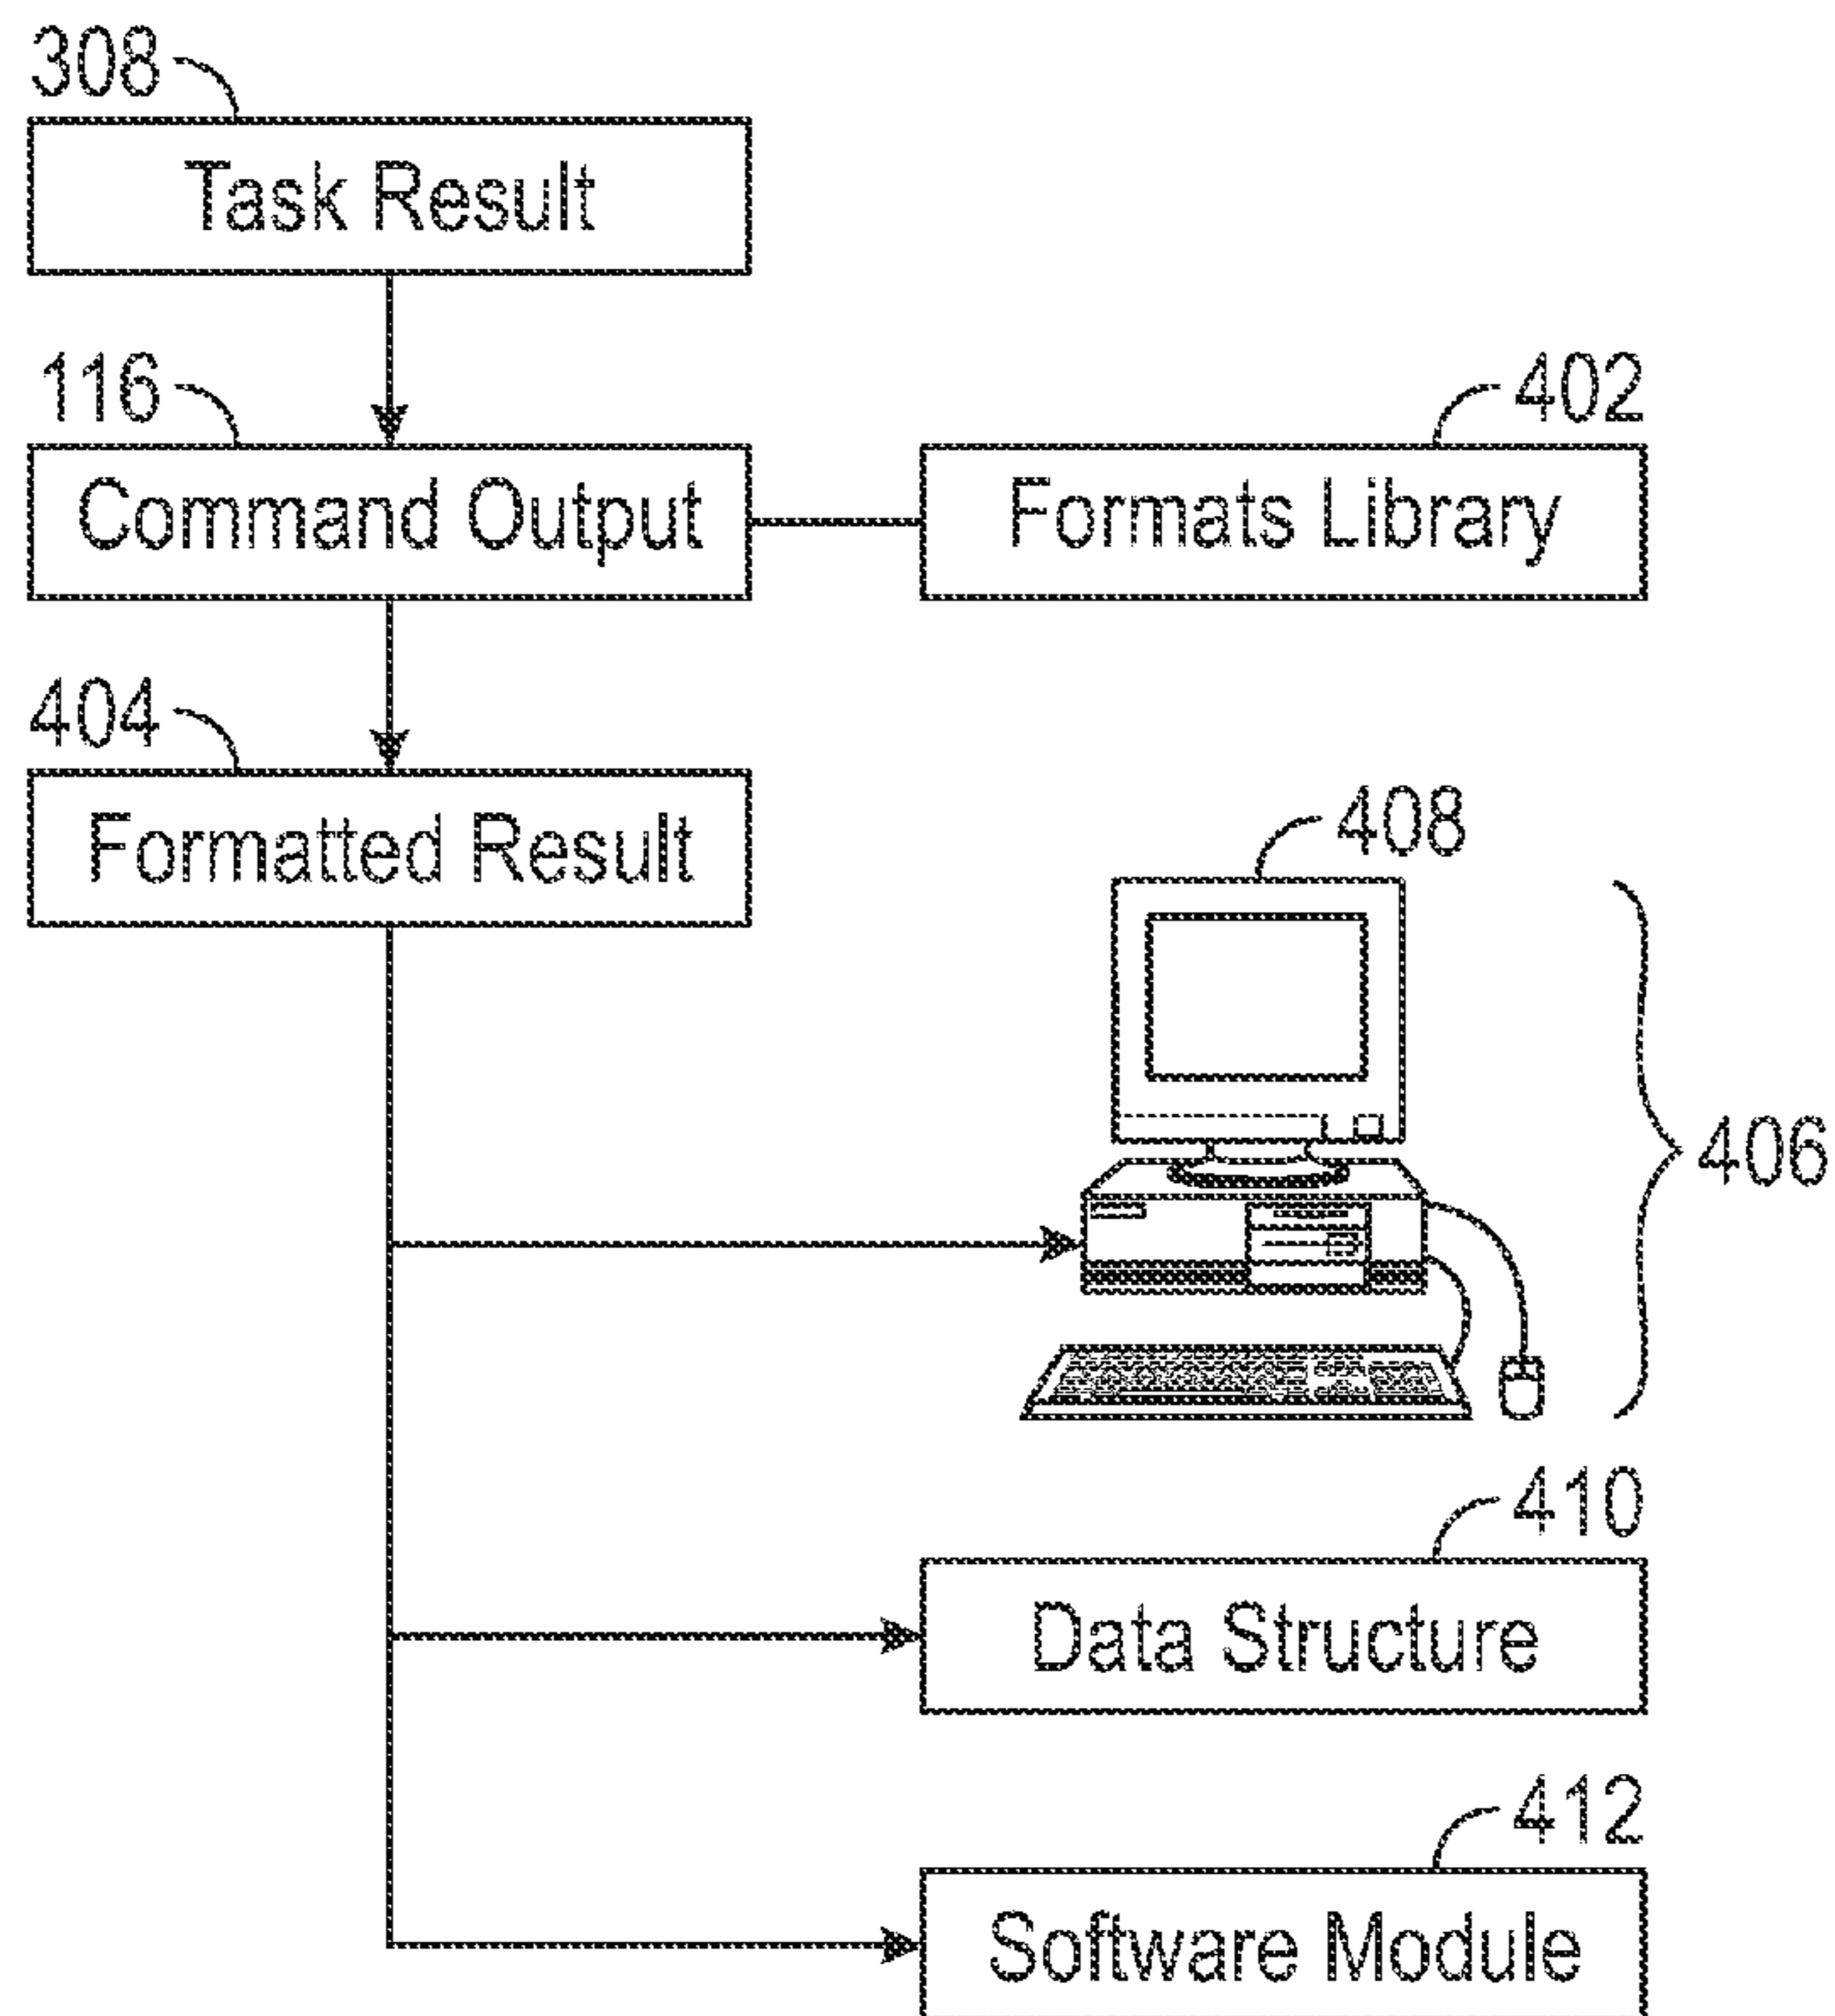 308
Task Result
116
Command Output
402
Formats Library
404
Formatted Result
408
406
410
Data Structure
412
Software Module